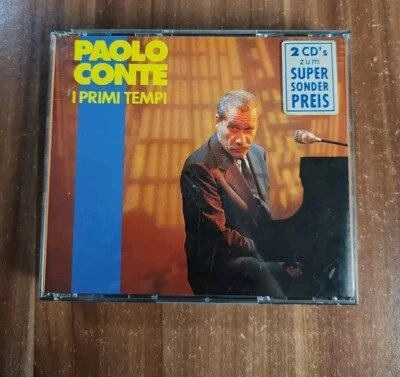 PAOLO
CONTE
I PRIMI TEMPI
2 CD's
zum
SUPER
SONDER
PREIS